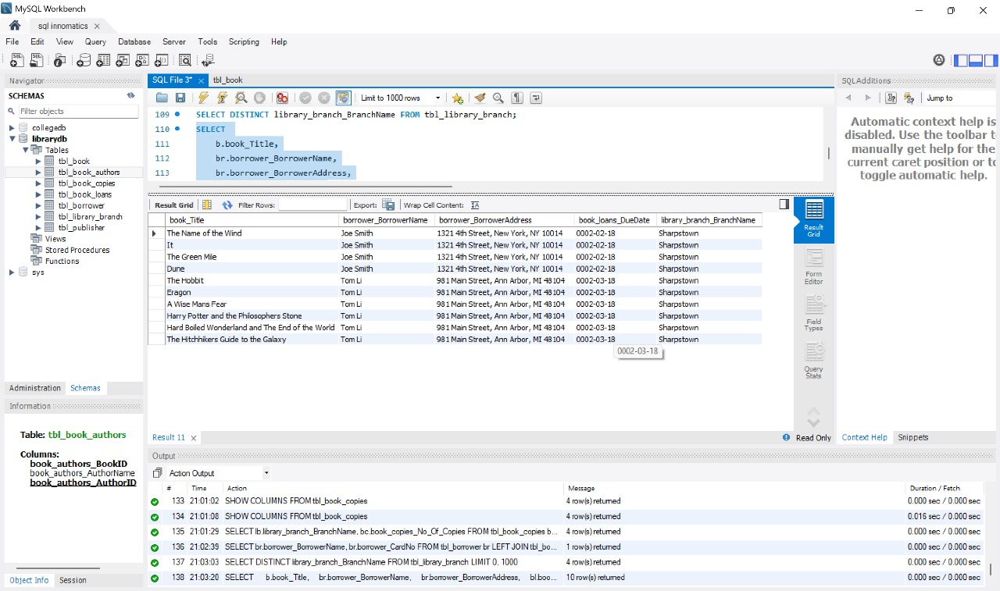 MySQL Workbench
sql innomatics
File Edit View Query Database Server Tools Scripting Help
Navigator
SCHEMAS
Filter objects
collegedb
librarydb
Tables
tbl_book
tbl_book_authors
tbl_book_copies
tbl_book_loans
tbl_borrower
tbl_library_branch
tbl_publisher
Views
Stored Procedures
Functions
sys
Administration Schemas
Information
Table: tbl_book_authors
Columns:
book_authors_BookID
book_authors_AuthorName
book_authors_AuthorID
Object Info Session
SQL File 3* tbl_book
Limit to 1000 rows
109 SELECT DISTINCT library_branch_BranchName FROM tbl_library_branch;
110 SELECT
111 b.book_Title,
112 br.borrower_BorrowerName,
113 br.borrower_BorrowerAddress,
Result Grid Filter Rows: Export: Wrap Cell Content:
book_Title borrower_BorrowerName borrower_BorrowerAddress book_loans_DueDate library_branch_BranchName
The Name of the Wind Joe Smith 1321 4th Street, New York, NY 10014 0002-02-18 Sharpstown
It Joe Smith 1321 4th Street, New York, NY 10014 0002-02-18 Sharpstown
The Green Mile Joe Smith 1321 4th Street, New York, NY 10014 0002-02-18 Sharpstown
Dune Joe Smith 1321 4th Street, New York, NY 10014 0002-02-18 Sharpstown
The Hobbit Tom Li 981 Main Street, Ann Arbor, MI 48104 0002-03-18 Sharpstown
Eragon Tom Li 981 Main Street, Ann Arbor, MI 48104 0002-03-18 Sharpstown
A Wise Mans Fear Tom Li 981 Main Street, Ann Arbor, MI 48104 0002-03-18 Sharpstown
Harry Potter and the Philosopher's Stone Tom Li 981 Main Street, Ann Arbor, MI 48104 0002-03-18 Sharpstown
Hard Boiled Wonderland and The End of the World Tom Li 981 Main Street, Ann Arbor, MI 48104 0002-03-18 Sharpstown
The Hitchhikers Guide to the Galaxy Tom Li 981 Main Street, Ann Arbor, MI 48104 0002-03-18 Sharpstown
0002-03-18
Result
Grid
Form
Editor
Field
Types
Query
Stats
Result 11 Read Only
SQLAdditions
Jump to
Automatic context help is
disabled. Use the toolbar t
manually get help for the
current caret position or to
toggle automatic help.
Context Help Snippets
Output
Action Output
# Time Action Message Duration / Fetch
133 21:01:02 SHOW COLUMNS FROM tbl_book_copies 4 row(s) returned 0.000 sec / 0.000 sec
134 21:01:08 SHOW COLUMNS FROM tbl_book_copies 4 row(s) returned 0.016 sec / 0.000 sec
135 21:01:29 SELECT lb.library_branch_BranchName, bc.book_copies_No_Of_Copies FROM tbl_book_copies b... 4 row(s) returned 0.000 sec / 0.000 sec
136 21:02:39 SELECT br.borrower_BorrowerName, br.borrower_CardNo FROM tbl_borrower br LEFT JOIN tbl_bo... 1 row(s) returned 0.000 sec / 0.000 sec
137 21:03:03 SELECT DISTINCT library_branch_BranchName FROM tbl_library_branch LIMIT 0, 1000 4 row(s) returned 0.000 sec / 0.000 sec
138 21:03:20 SELECT b.book_Title, br.borrower_BorrowerName, br.borrower_BorrowerAddress, bl.boo... 10 row(s) returned 0.000 sec / 0.000 sec